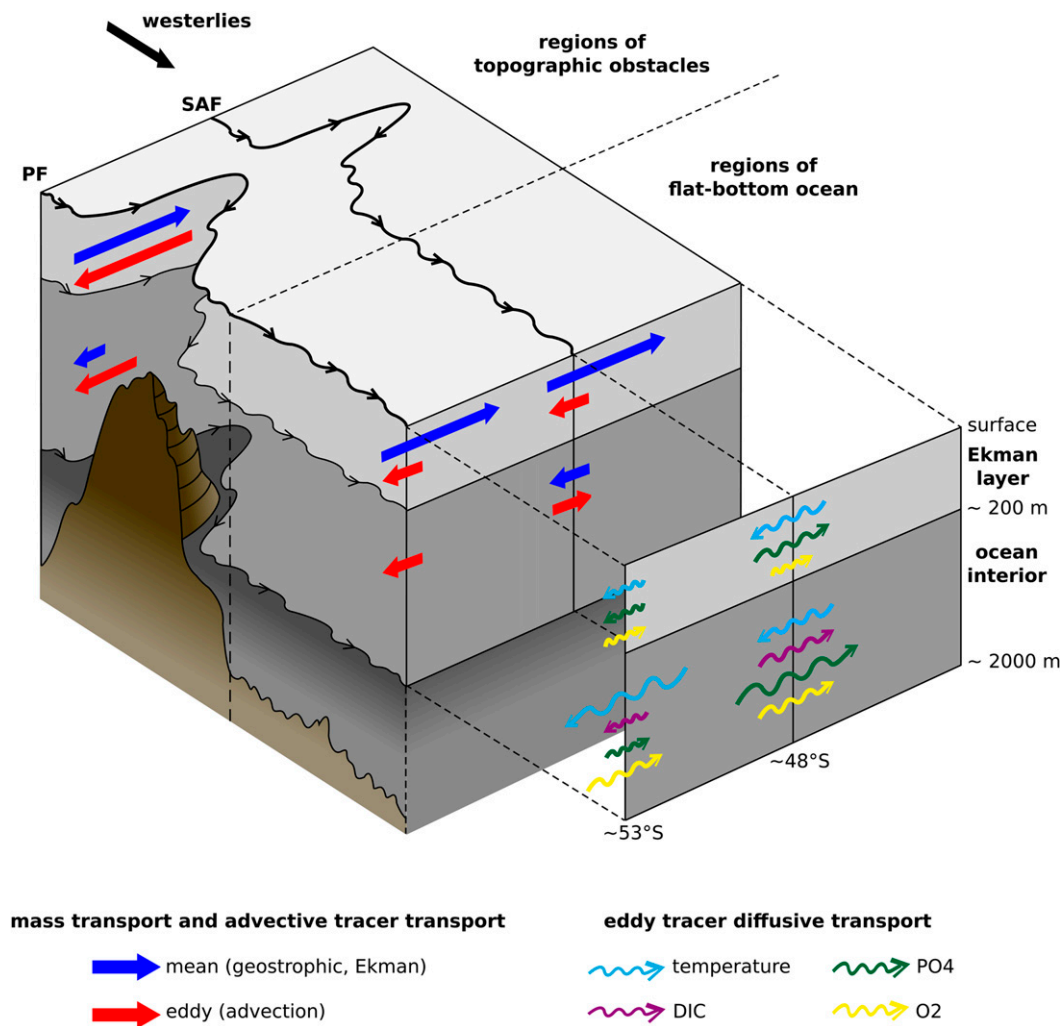 westerlies
regions of
topographic obstacles
SAF
PF
regions of
flat-bottom ocean
surface
Ekman
layer
~ 200 m
ocean
interior
~ 2000 m
~48°S
~53°S
mass transport and advective tracer transport
mean (geostrophic, Ekman)
eddy (advection)
eddy tracer diffusive transport
temperature
PO4
DIC
O2